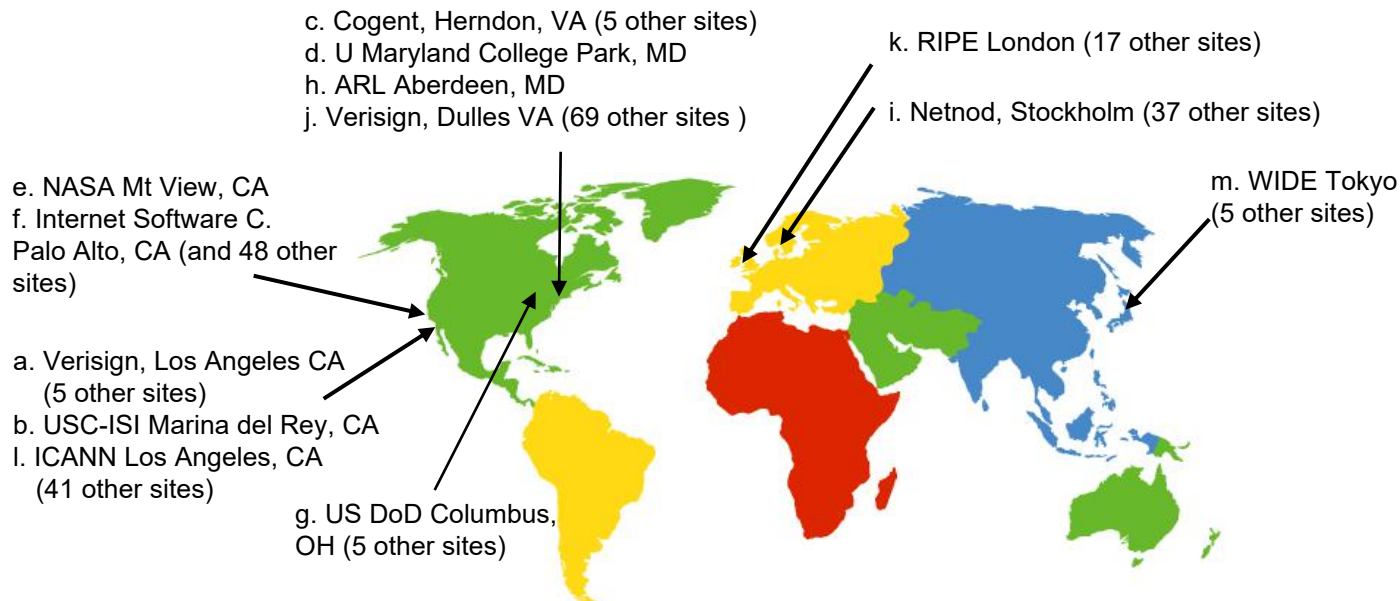 c. Cogent, Herndon, VA (5 other sites)
d. U Maryland College Park, MD
h. ARL Aberdeen, MD
j. Verisign, Dulles VA (69 other sites )
k. RIPE London (17 other sites)
i. Netnod, Stockholm (37 other sites)
m. WIDE Tokyo
(5 other sites)
e. NASA Mt View, CA
f. Internet Software C.
Palo Alto, CA (and 48 other
sites)
a. Verisign, Los Angeles CA
(5 other sites)
b. USC-ISI Marina del Rey, CA
l. ICANN Los Angeles, CA
(41 other sites)
g. US DoD Columbus,
OH (5 other sites)